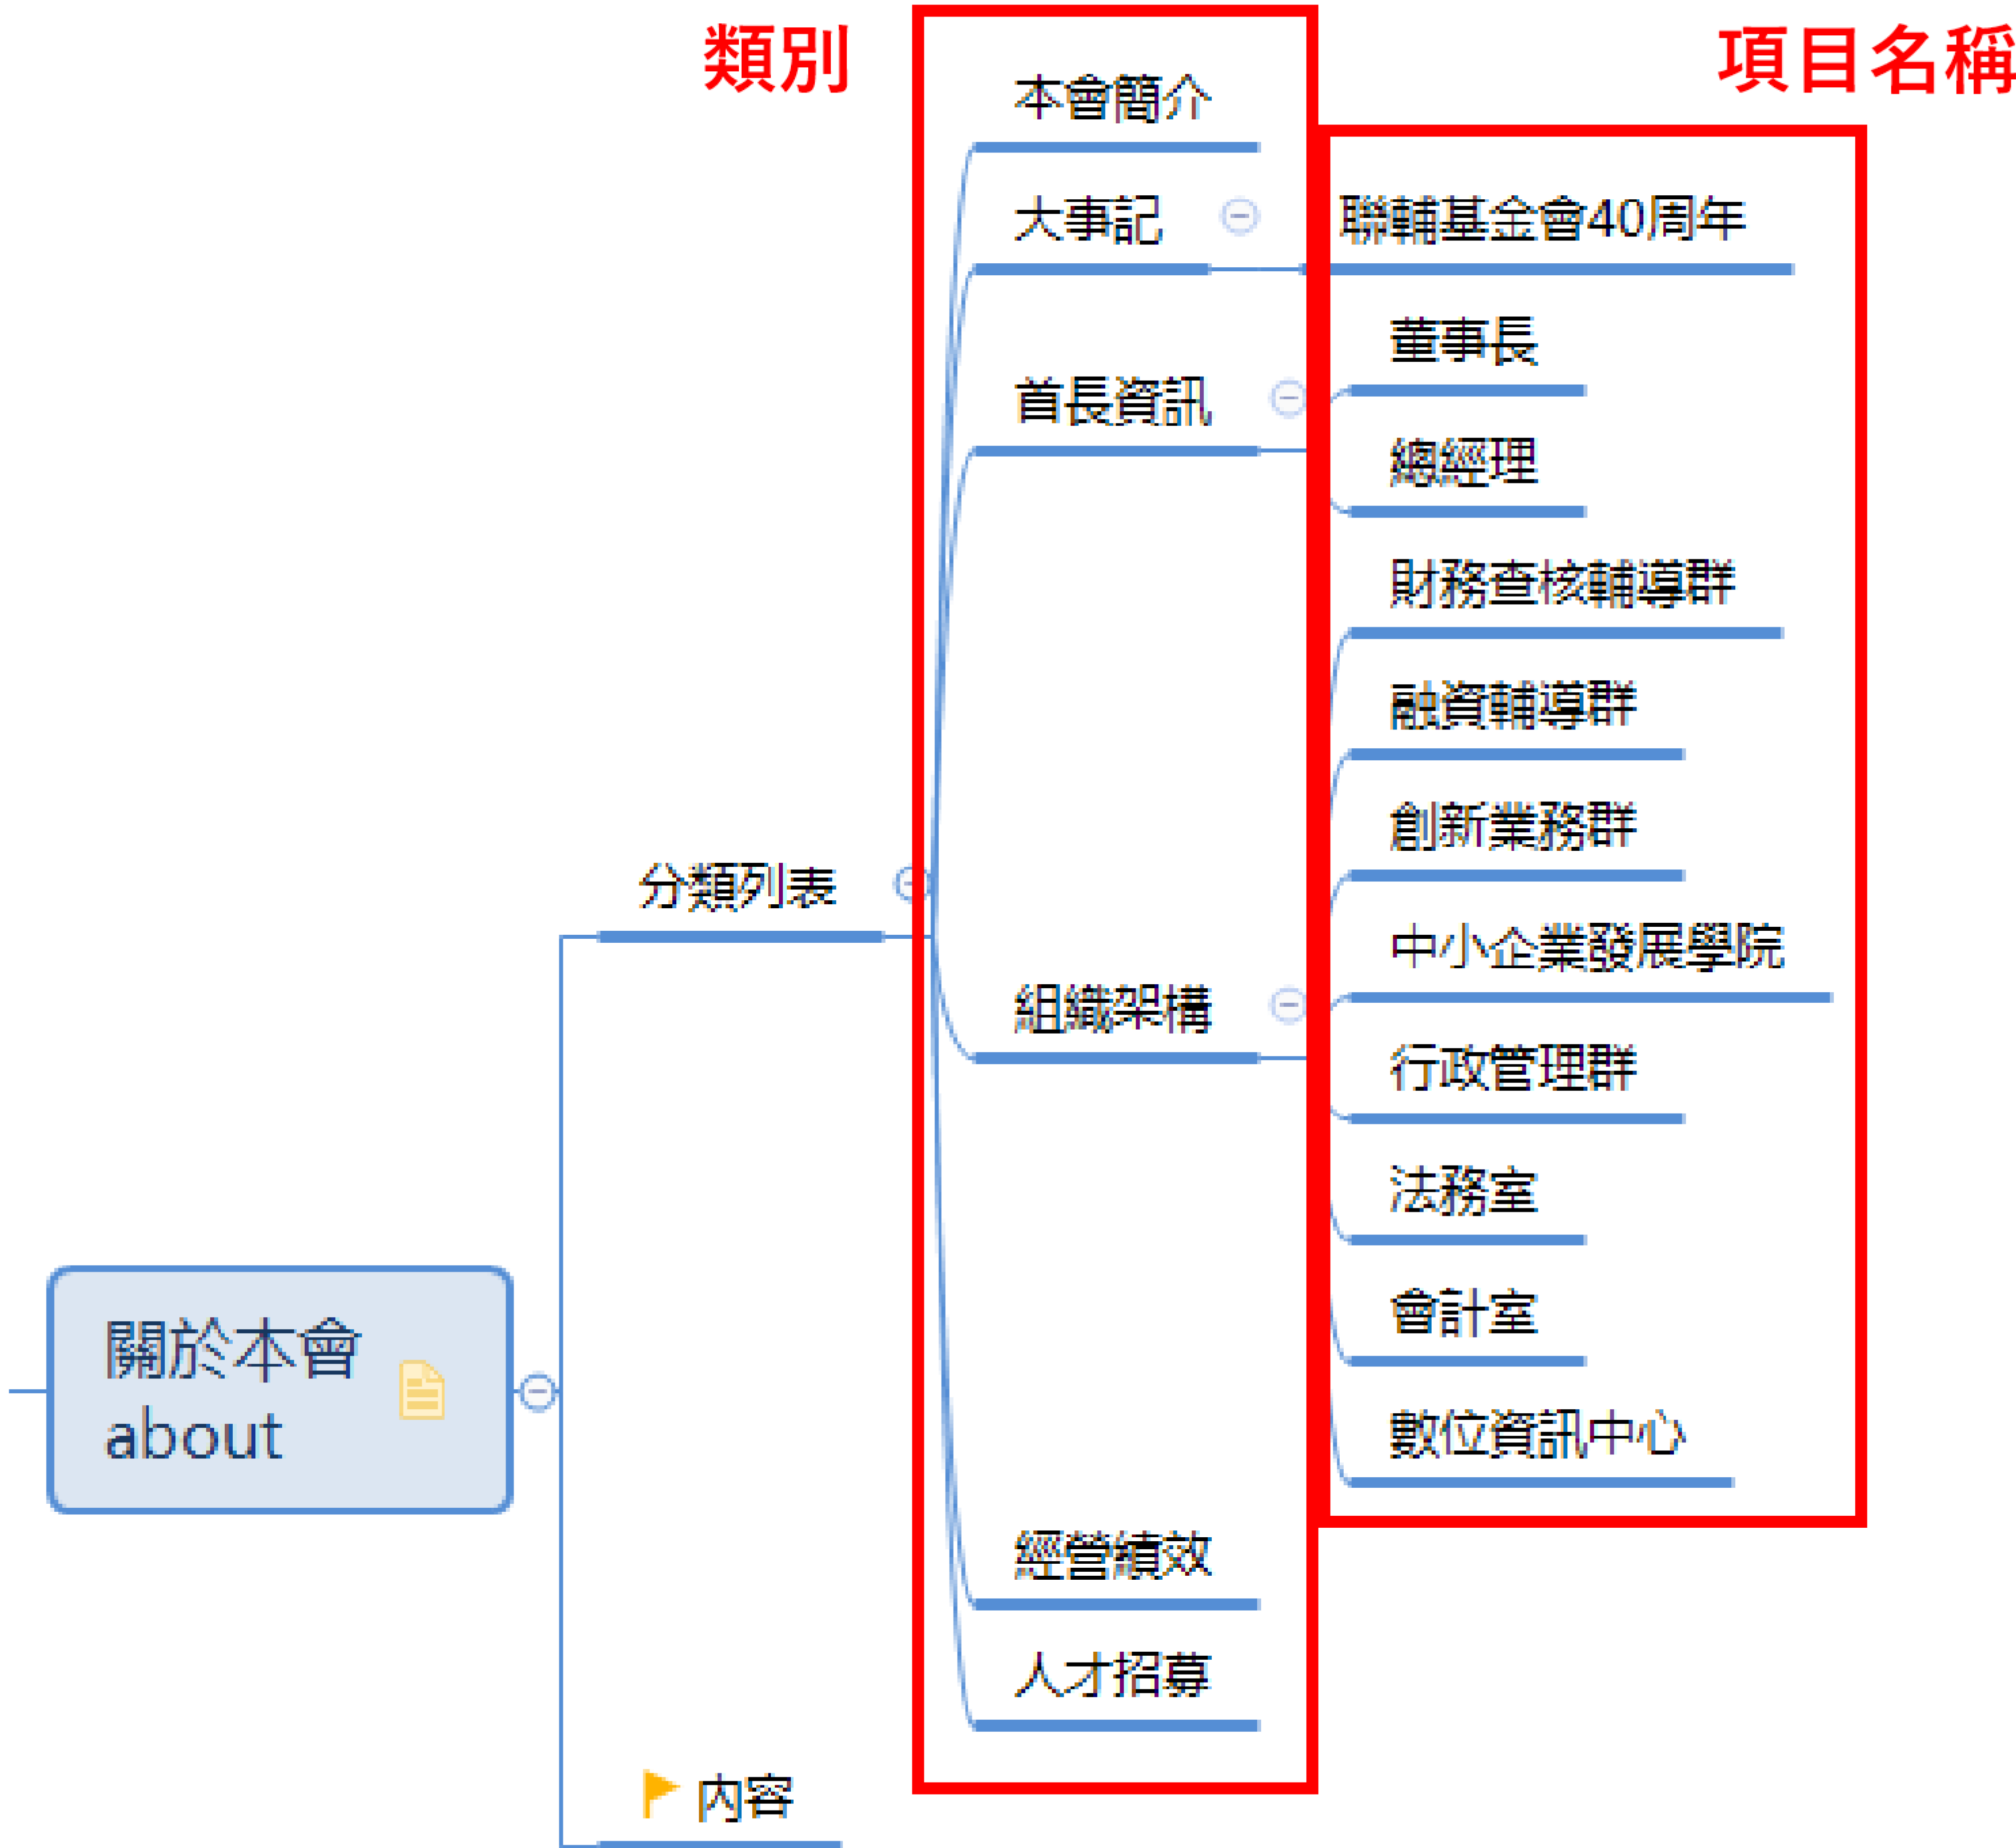 類別
項目名稱
本會簡介
大事記
聯輔基金會40周年
首長資訊
董事長
總經理
財務查核輔導群
融資輔導群
創新業務群
中小企業發展學院
行政管理群
法務室
會計室
數位資訊中心
分類列表
組織架構
經營績效
人才招募
關於本會
about
內容